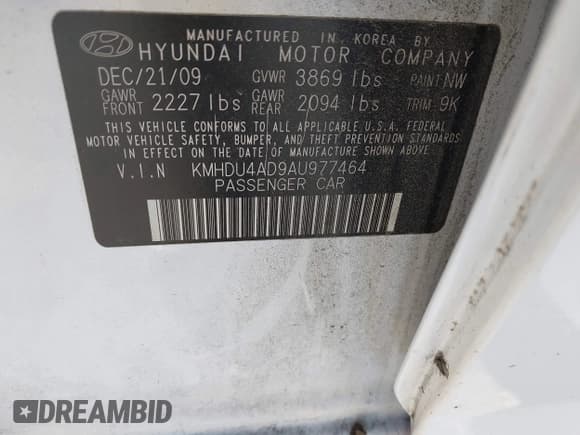 MANUFACTURED IN KOREA BY
HYUNDAI MOTOR COMPANY
DEC/21/09 GVWR 3869 lbs PAINT: NW
GAWR FRONT 2227 lbs GAWR REAR 2094 lbs TRIM: 9K
THIS VEHICLE CONFORMS TO ALL APPLICABLE U.S.A. FEDERAL
MOTOR VEHICLE SAFETY, BUMPER, AND THEFT PREVENTION STANDARDS
IN EFFECT ON THE DATE OF MANUFACTURE SHOWN ABOVE.
V.I.N KMHDU4AD9AU977464
PASSENGER CAR
DREAMBID